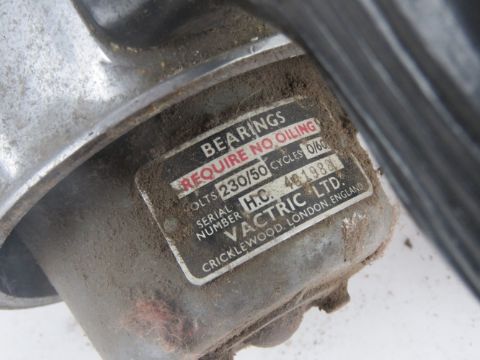 BEARINGS
REQUIRE NO OILING
VOLTS 230/50 CYCLES 0/60
SERIAL NUMBER H.C.
VACTRIC LTD.
CRICKLEWOOD. LONDON. ENGLAND